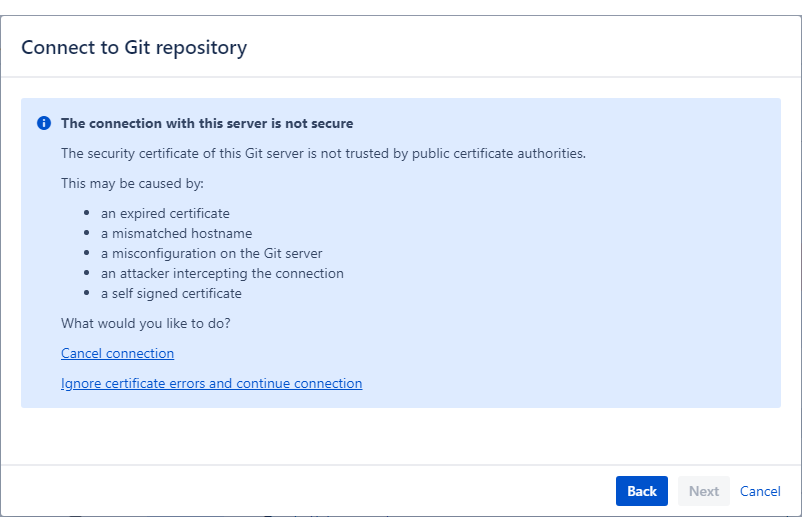 Connect to Git repository
The connection with this server is not secure
The security certificate of this Git server is not trusted by public certificate authorities.
This may be caused by:
an expired certificate
a mismatched hostname
a misconfiguration on the Git server
an attacker intercepting the connection
a self signed certificate
What would you like to do?
Cancel connection
Ignore certificate errors and continue connection
Back Next Cancel